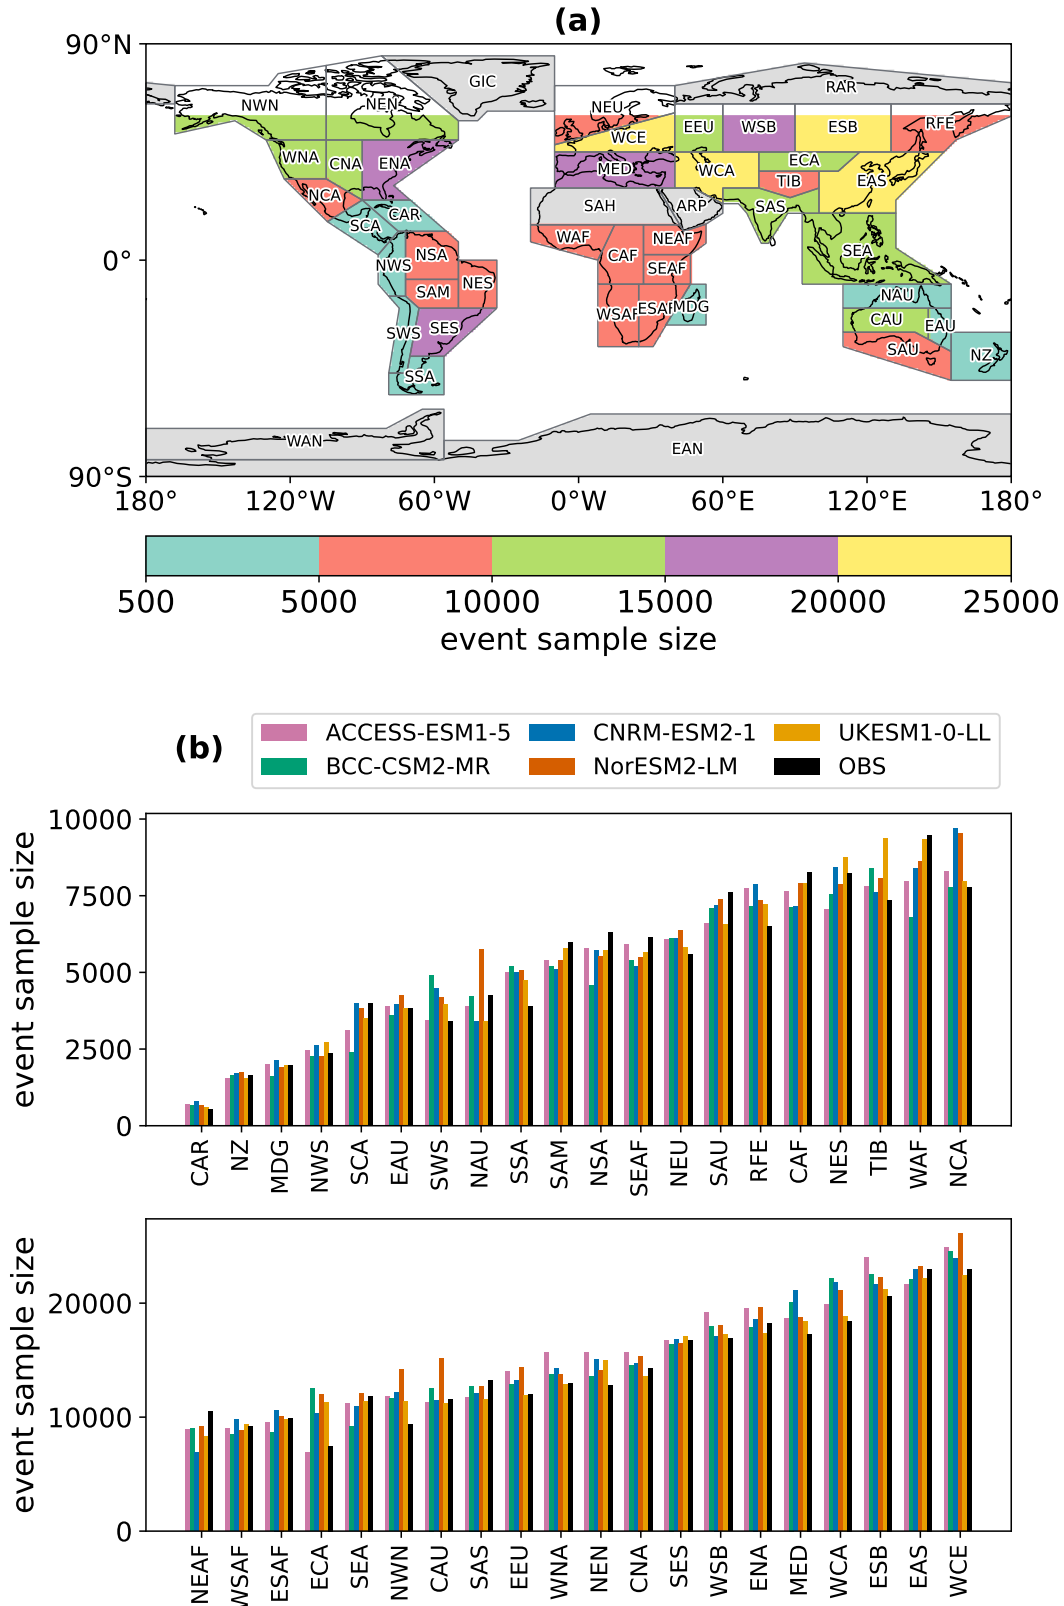 (a)
90°N
GIC
RAR
NWN
NEN
NEU
RFE
WCE
EEU
WSB
ESB
WNA
CNA
ENA
MED
WCA
ECA
TIB
EAS
NCA
SAH
ARP
SAS
CAR
SCA
WAF
CAF
NEAF
SEA
0°
NWS
NSA
SEAF
NES
SAM
NAU
WSAF
ESAF
MDG
CAU
EAU
SWS
SES
SAU
NZ
SSA
WAN
EAN
90°S
180°
120°W
60°W
0°W
60°E
120°E
180°
500
5000
10000
15000
20000
25000
event sample size
(b)
ACCESS-ESM1-5
CNRM-ESM2-1
UKESM1-0-LL
BCC-CSM2-MR
NorESM2-LM
OBS
event sample size
10000
7500
5000
2500
0
CAR
NZ
MDG
NWS
SCA
EAU
SWS
NAU
SSA
SAM
NSA
SEAF
NEU
SAU
RFE
CAF
NES
TIB
WAF
NCA
event sample size
20000
10000
0
NEAF
WSAF
ESAF
ECA
SEA
NWN
CAU
SAS
EEU
WNA
NEN
CNA
SES
WSB
ENA
MED
WCA
ESB
EAS
WCE